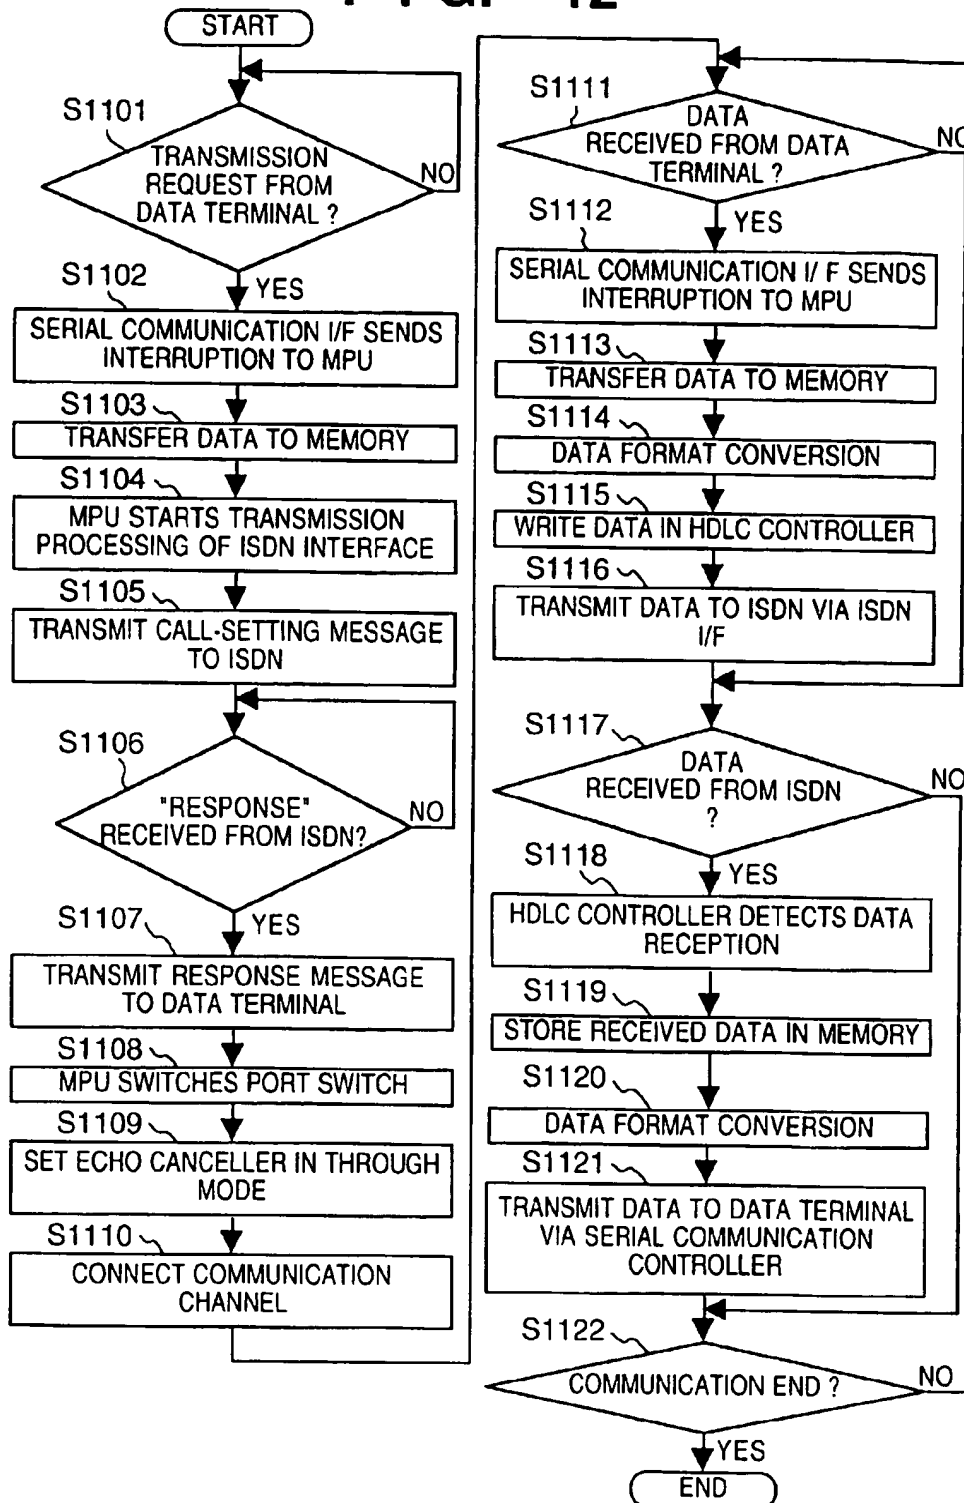 FIG. 12
START
S1101
TRANSMISSION
REQUEST FROM
DATA TERMINAL ?
NO
YES
S1102
SERIAL COMMUNICATION I/F SENDS
INTERRUPTION TO MPU
S1103
TRANSFER DATA TO MEMORY
S1104
MPU STARTS TRANSMISSION
PROCESSING OF ISDN INTERFACE
S1105
TRANSMIT CALL-SETTING MESSAGE
TO ISDN
S1106
"RESPONSE"
RECEIVED FROM ISDN?
NO
YES
S1107
TRANSMIT RESPONSE MESSAGE
TO DATA TERMINAL
S1108
MPU SWITCHES PORT SWITCH
S1109
SET ECHO CANCELLER IN THROUGH
MODE
S1110
CONNECT COMMUNICATION
CHANNEL
S1111
DATA
RECEIVED FROM DATA
TERMINAL ?
NO
YES
S1112
SERIAL COMMUNICATION I/ F SENDS
INTERRUPTION TO MPU
S1113
TRANSFER DATA TO MEMORY
S1114
DATA FORMAT CONVERSION
S1115
WRITE DATA IN HDLC CONTROLLER
S1116
TRANSMIT DATA TO ISDN VIA ISDN
I/F
S1117
DATA
RECEIVED FROM ISDN
?
NO
YES
S1118
HDLC CONTROLLER DETECTS DATA
RECEPTION
S1119
STORE RECEIVED DATA IN MEMORY
S1120
DATA FORMAT CONVERSION
S1121
TRANSMIT DATA TO DATA TERMINAL
VIA SERIAL COMMUNICATION
CONTROLLER
S1122
COMMUNICATION END ?
NO
YES
END